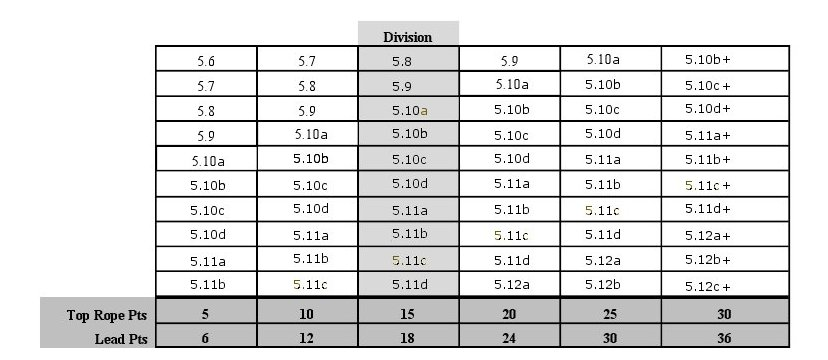 Division
5.6 5.7 5.8 5.9 5.10a 5.10b+
5.7 5.8 5.9 5.10a 5.10b 5.10c+
5.8 5.9 5.10a 5.10b 5.10c 5.10d+
5.9 5.10a 5.10b 5.10c 5.10d 5.11a+
5.10a 5.10b 5.10c 5.10d 5.11a 5.11b+
5.10b 5.10c 5.10d 5.11a 5.11b 5.11c+
5.10c 5.10d 5.11a 5.11b 5.11c 5.11d+
5.10d 5.11a 5.11b 5.11c 5.11d 5.12a+
5.11a 5.11b 5.11c 5.11d 5.12a 5.12b+
5.11b 5.11c 5.11d 5.12a 5.12b 5.12c+
Top Rope Pts 5 10 15 20 25 30
Lead Pts 6 12 18 24 30 36